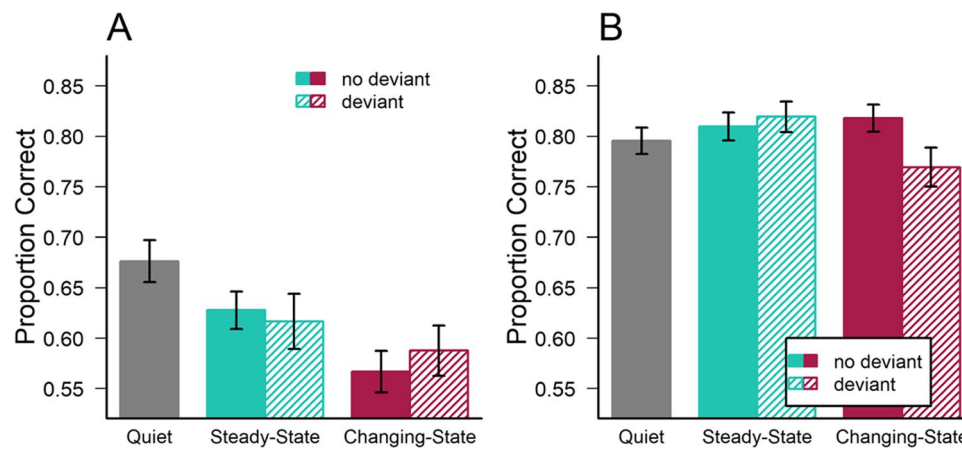 A
Proportion Correct
0.85
0.80
0.75
0.70
0.65
0.60
0.55
no deviant
deviant
Quiet Steady-State Changing-State
B
Proportion Correct
0.85
0.80
0.75
0.70
0.65
0.60
0.55
no deviant
deviant
Quiet Steady-State Changing-State